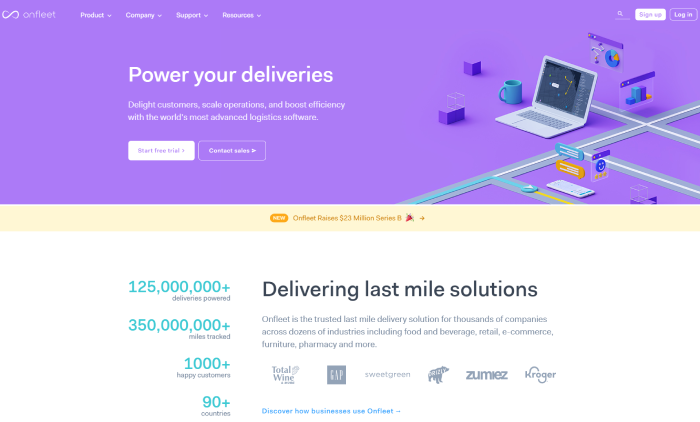 onfleet
Product Company Support Resources
Sign up Log in
Power your deliveries
Delight customers, scale operations, and boost efficiency
with the world's most advanced logistics software.
Start free trial › Contact sales
NEW Onfleet Raises $23 Million Series B 🎉 →
125,000,000+
deliveries powered
350,000,000+
miles tracked
1000+
happy customers
90+
countries
Delivering last mile solutions
Onfleet is the trusted last mile delivery solution for thousands of companies
across dozens of industries including food and beverage, retail, e-commerce,
furniture, pharmacy and more.
Total Wine & MORE
GAP
sweetgreen
zumiez
Kroger
Discover how businesses use Onfleet →